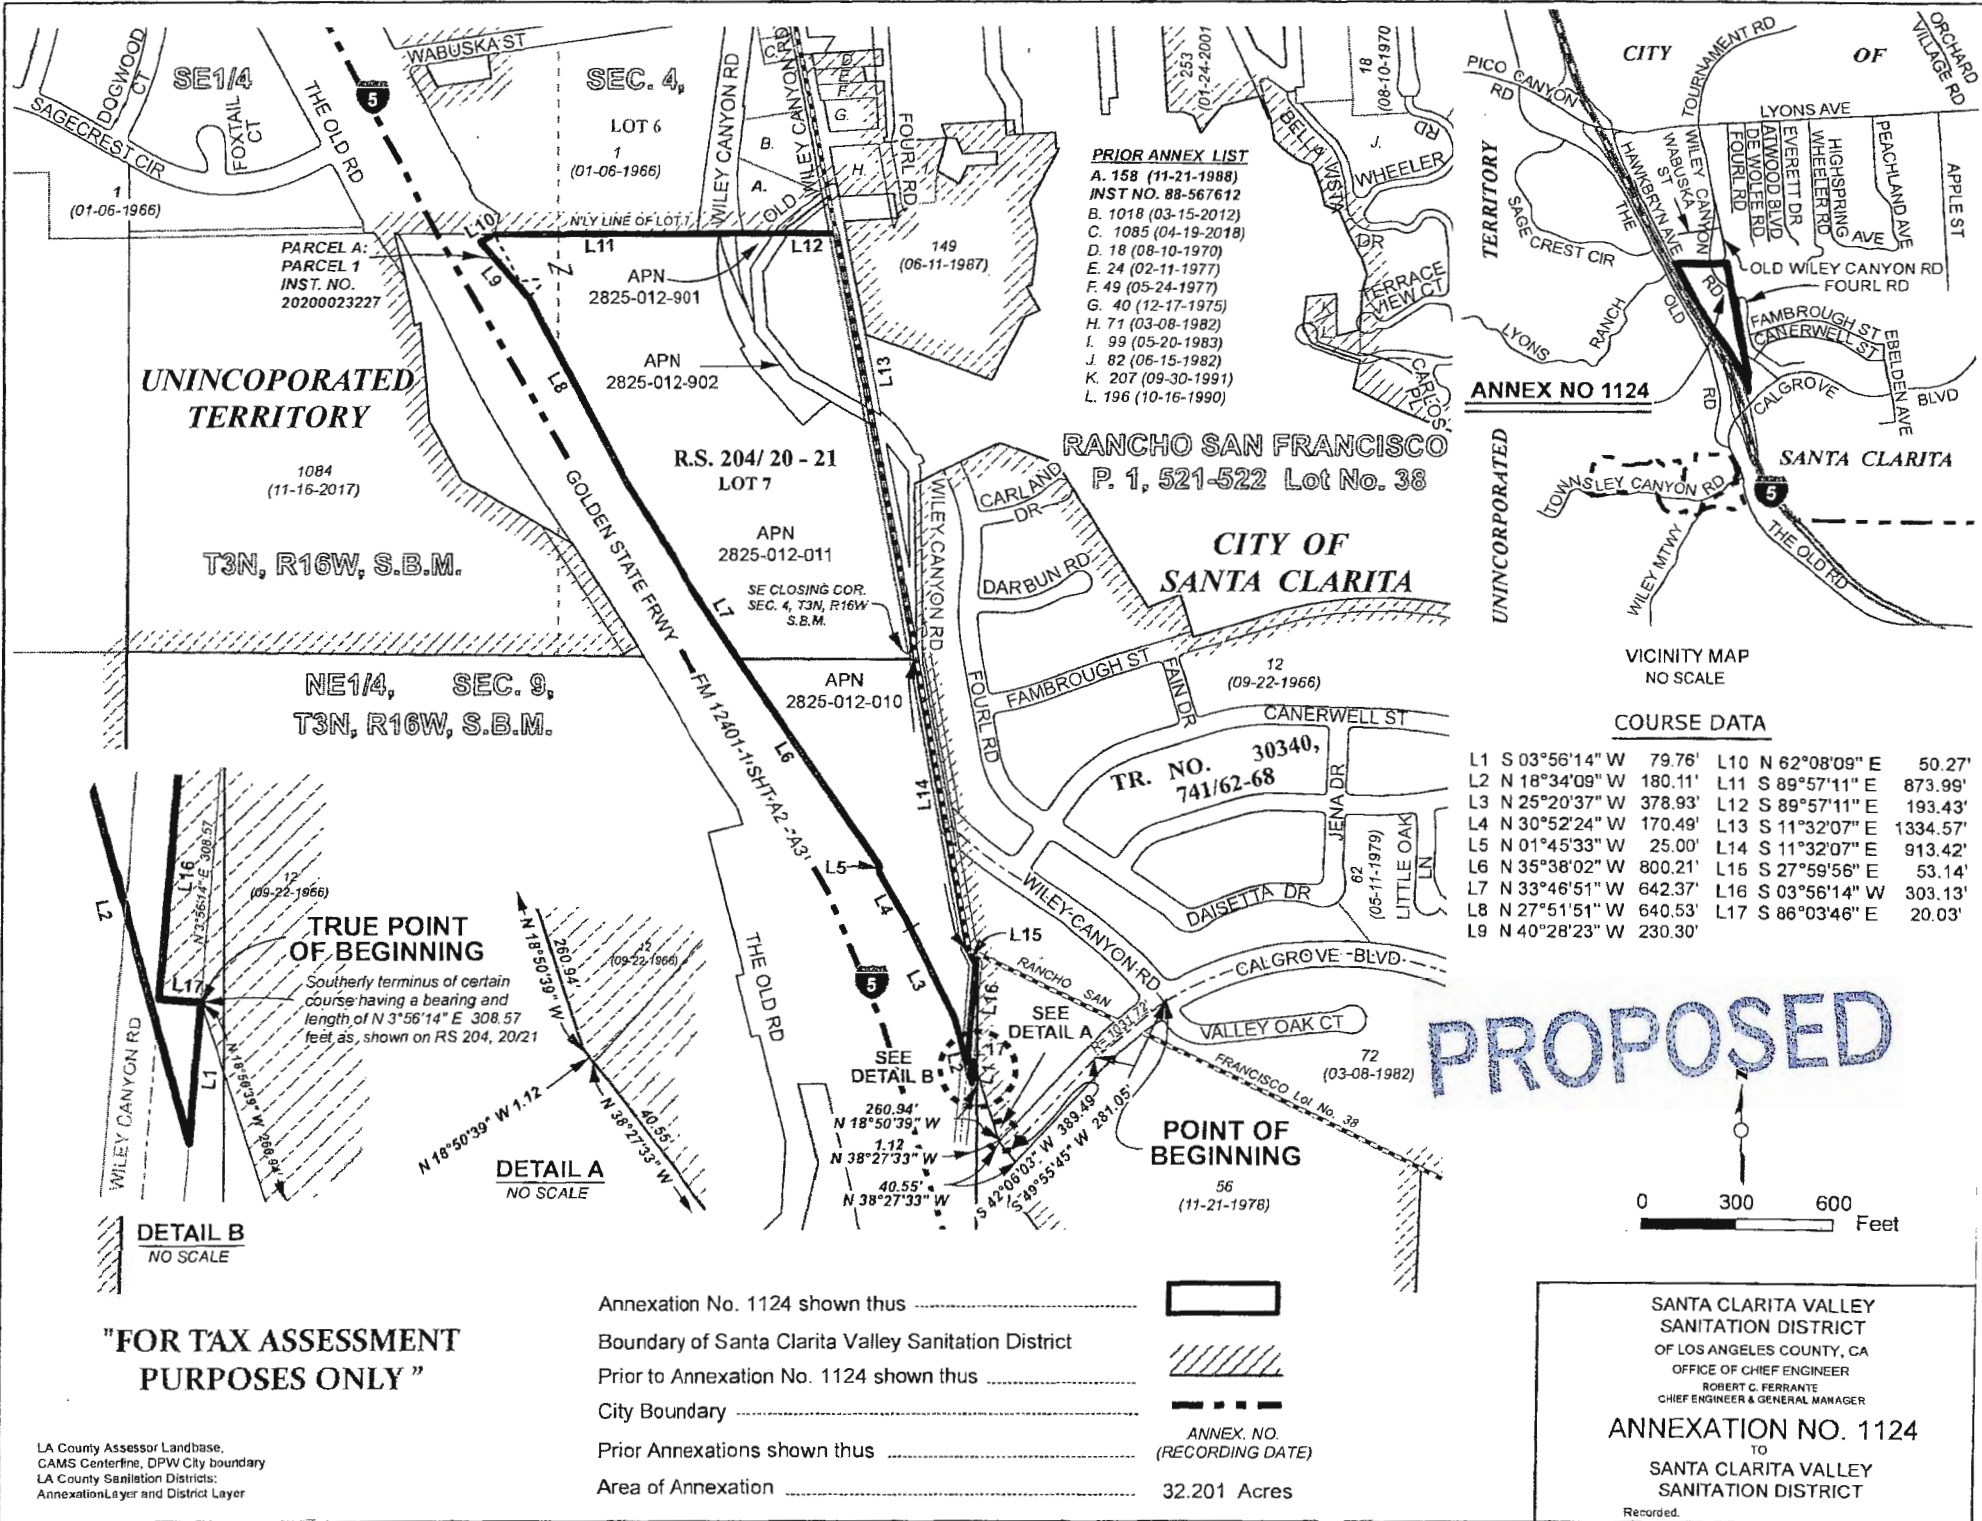 WABUSKA ST
DOGWOOD CT
SE1/4
FOXTAIL CT
SAGECREST CIR
THE OLD RD
5
SEC. 4,
LOT 6
1
(01-06-1966)
1
(01-06-1966)
WILEY CANYON RD
OLD WILEY CANYON RD
FOURL RD
C.
D.
E.
F.
G.
B.
A.
H.
N'LY LINE OF LOT 7
L10
L11
L12
L9
PARCEL A:
PARCEL 1
INST. NO.
20200023227
APN
2825-012-901
APN
2825-012-902
149
(06-11-1987)
253
(01-24-2001)
18
(08-10-1970)
BELLA VISTA DR
RD
J.
WHEELER
TERRACE VIEW CT
CARLOS PL
PRIOR ANNEX LIST
A. 158 (11-21-1988)
INST NO. 88-567612
B. 1018 (03-15-2012)
C. 1085 (04-19-2018)
D. 18 (08-10-1970)
E. 24 (02-11-1977)
F. 49 (05-24-1977)
G. 40 (12-17-1975)
H. 71 (03-08-1982)
I. 99 (05-20-1983)
J. 82 (06-15-1982)
K. 207 (09-30-1991)
L. 196 (10-16-1990)
UNINCOPORATED
TERRITORY
1084
(11-16-2017)
T3N, R16W, S.B.M.
L8
L13
R.S. 204/ 20 - 21
LOT 7
APN
2825-012-011
SE CLOSING COR.
SEC. 4, T3N, R16W
S.B.M.
GOLDEN STATE FRWY
FM 12401-1 SHT A2 - A3
L7
RANCHO SAN FRANCISCO
P. 1, 521-522 Lot No. 38
CITY OF
SANTA CLARITA
WILEY CANYON RD
CARLAND DR
DARBUN RD
FAMBROUGH ST
FAIN DR
FOURL RD
12
(09-22-1966)
CANERWELL ST
NE1/4, SEC. 9,
T3N, R16W, S.B.M.
APN
2825-012-010
L6
L14
TR. NO. 30340,
741/62-68
JENA DR
62
(05-11-1979)
LITTLE OAK LN
DAISETTA DR
WILEY CANYON RD
CALGROVE BLVD
VALLEY OAK CT
L5
L4
L3
L15
L16
L2
L1
L17
5
THE OLD RD
RANCHO SAN
FRANCISCO Lot No. 38
R= 1031.72'
SEE
DETAIL A
SEE
DETAIL B
260.94'
N 18°50'39" W
1.12
N 38°27'33" W
40.55'
N 38°27'33" W
S 42°06'03" W 389.49'
S 49°55'45" W 281.05'
POINT OF
BEGINNING
56
(11-21-1978)
72
(03-08-1982)
L2
L16
N 3°56'14" E 308.57
12
(09-22-1966)
L17
L1
WILEY CANYON RD
N 18°50'39" W 260.94'
TRUE POINT
OF BEGINNING
Southerly terminus of certain
course having a bearing and
length of N 3°56'14" E 308.57
feet as shown on RS 204, 20/21
DETAIL B
NO SCALE
N 18°50'39" W
260.94'
12
(09-22-1966)
N 18°50'39" W 1.12
40.55'
N 38°27'33" W
DETAIL A
NO SCALE
CITY OF
PICO CANYON RD
TOURNAMENT RD
ORCHARD VILLAGE RD
LYONS AVE
TERRITORY
HAWKBRYN AVE
WABUSKA ST
WILEY CANYON RD
FOURL RD
DE WOLFE RD
ATWOOD BLVD
EVERETT DR
WHEELER RD
HIGHSPRING AVE
PEACHLAND AVE
APPLE ST
SAGECREST CIR
THE OLD RD
OLD WILEY CANYON RD
FOURL RD
LYONS RANCH
FAMBROUGH ST
CANERWELL ST
EBELDEN AVE
CALGROVE BLVD
ANNEX NO 1124
UNINCORPORATED
SANTA CLARITA
TOWNSLEY CANYON RD
5
WILEY MTWY
THE OLD RD
VICINITY MAP
NO SCALE
COURSE DATA
L1 S 03°56'14" W 79.76' L10 N 62°08'09" E 50.27'
L2 N 18°34'09" W 180.11' L11 S 89°57'11" E 873.99'
L3 N 25°20'37" W 378.93' L12 S 89°57'11" E 193.43'
L4 N 30°52'24" W 170.49' L13 S 11°32'07" E 1334.57'
L5 N 01°45'33" W 25.00' L14 S 11°32'07" E 913.42'
L6 N 35°38'02" W 800.21' L15 S 27°59'56" E 53.14'
L7 N 33°46'51" W 642.37' L16 S 03°56'14" W 303.13'
L8 N 27°51'51" W 640.53' L17 S 86°03'46" E 20.03'
L9 N 40°28'23" W 230.30'
PROPOSED
0 300 600
Feet
"FOR TAX ASSESSMENT
PURPOSES ONLY "
LA County Assessor Landbase,
CAMS Centerline, DPW City boundary
LA County Sanitation Districts:
AnnexationLayer and District Layer
Annexation No. 1124 shown thus
Boundary of Santa Clarita Valley Sanitation District
Prior to Annexation No. 1124 shown thus
City Boundary
Prior Annexations shown thus
ANNEX. NO.
(RECORDING DATE)
Area of Annexation 32.201 Acres
SANTA CLARITA VALLEY
SANITATION DISTRICT
OF LOS ANGELES COUNTY, CA
OFFICE OF CHIEF ENGINEER
ROBERT C. FERRANTE
CHIEF ENGINEER & GENERAL MANAGER
ANNEXATION NO. 1124
TO
SANTA CLARITA VALLEY
SANITATION DISTRICT
Recorded.